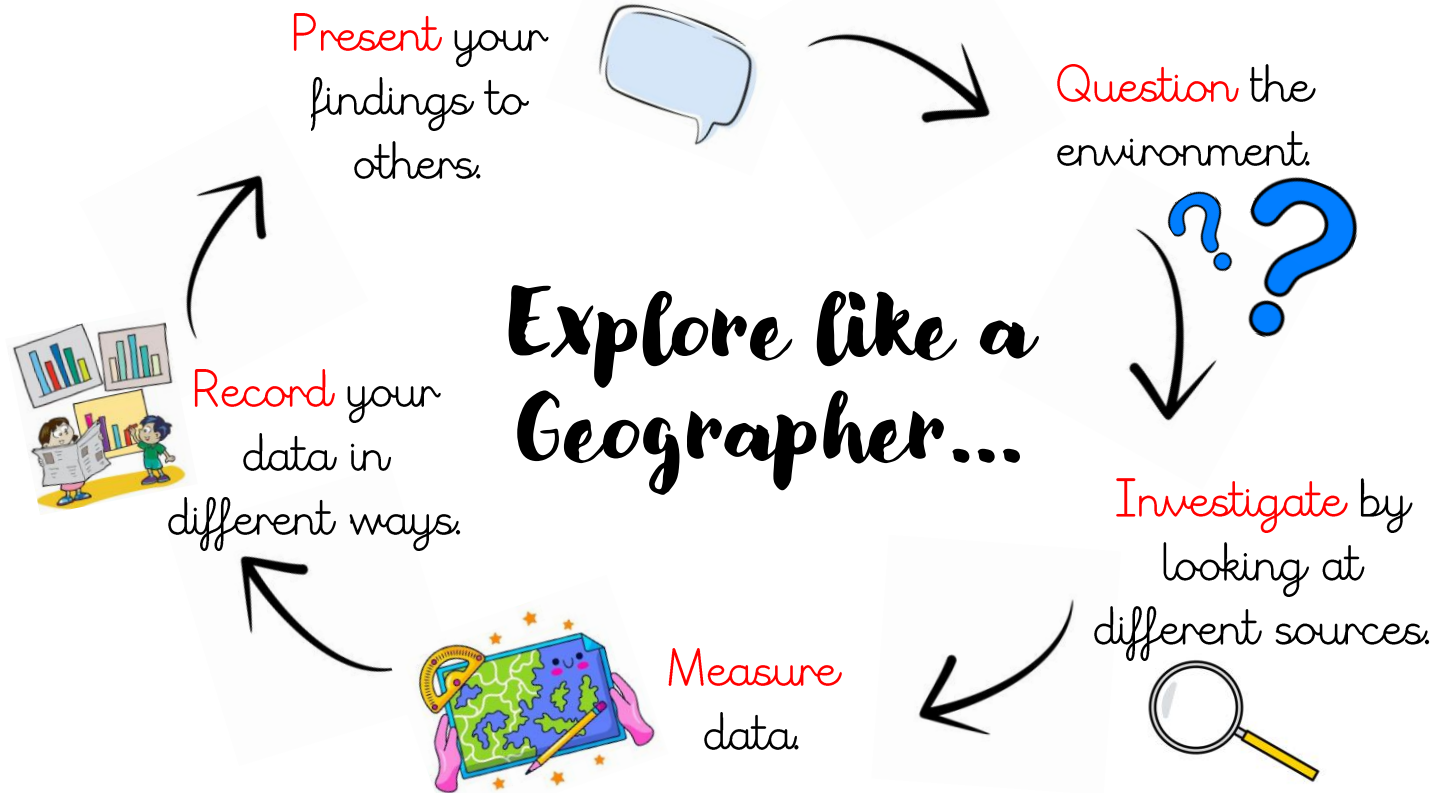 Present your
findings to
others.
Question the
environment.
Explore like a
Geographer...
Record your
data in
different ways.
Investigate by
looking at
different sources.
Measure
data.